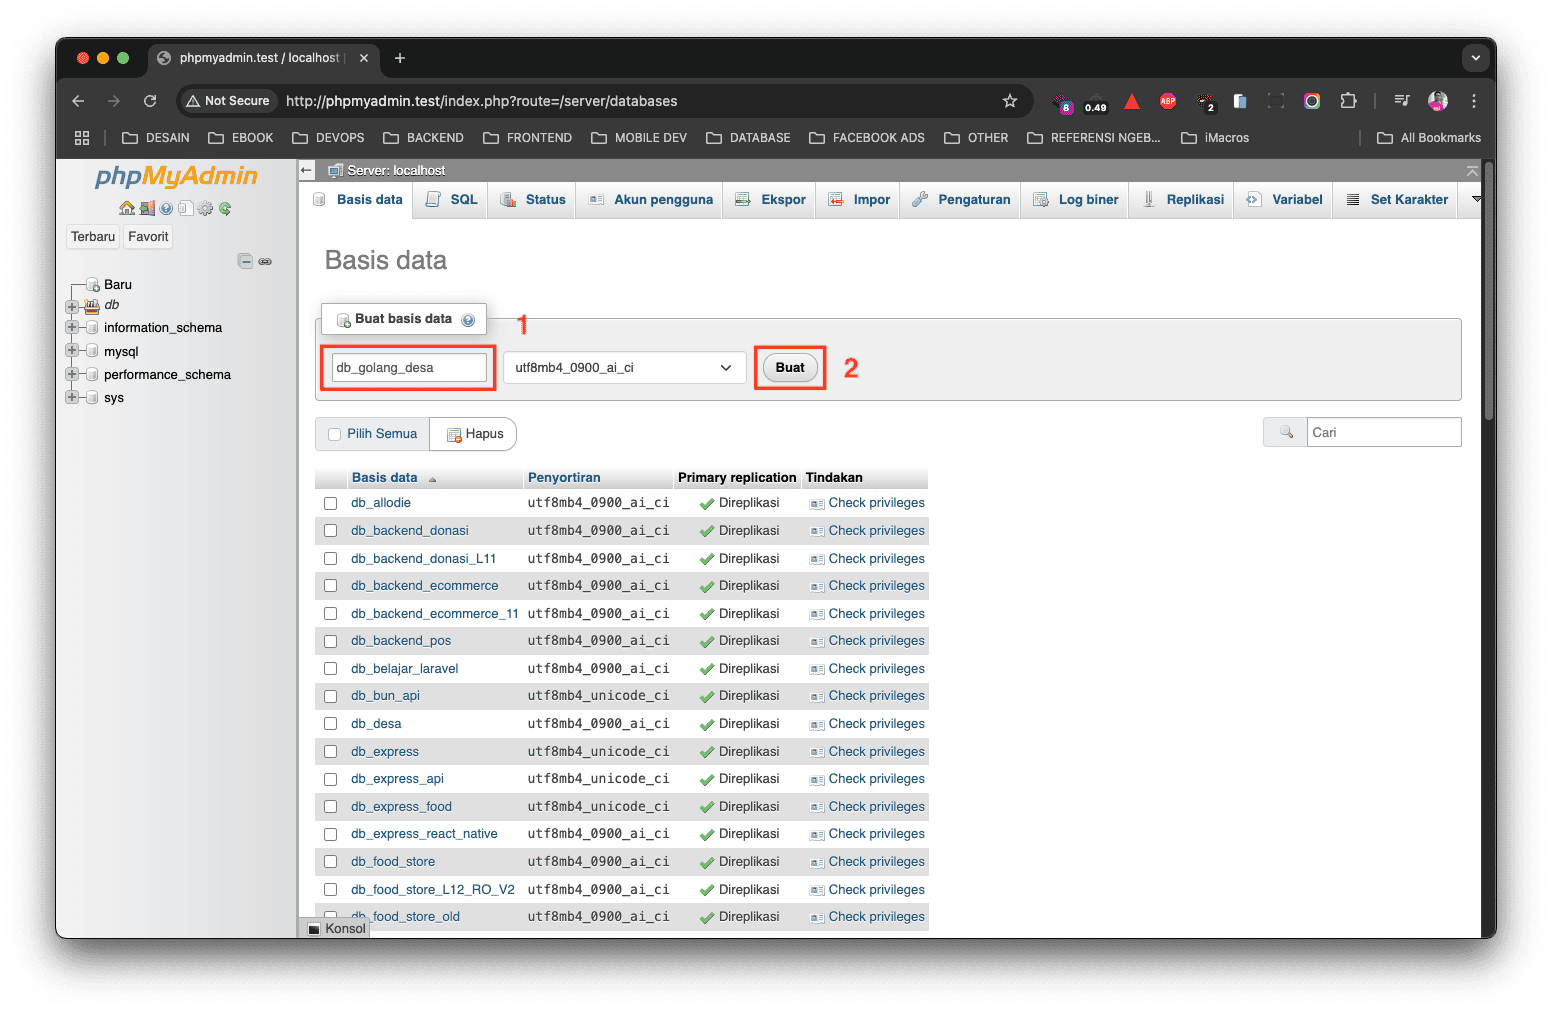 phpmyadmin.test / localhost
Not Secure http://phpmyadmin.test/index.php?route=/server/databases 8 0.49 ABP 2
DESAIN EBOOK DEVOPS BACKEND FRONTEND MOBILE DEV DATABASE FACEBOOK ADS OTHER REFERENSI NGEB... iMacros All Bookmarks
phpMyAdmin
Terbaru Favorit
Baru
db
information_schema
mysql
performance_schema
sys
Server: localhost
Basis data SQL Status Akun pengguna Ekspor Impor Pengaturan Log biner Replikasi Variabel Set Karakter
Basis data
Buat basis data 1
db_golang_desa utf8mb4_0900_ai_ci Buat 2
Pilih Semua Hapus Cari
Basis data Penyortiran Primary replication Tindakan
db_allodie utf8mb4_0900_ai_ci Direplikasi Check privileges
db_backend_donasi utf8mb4_0900_ai_ci Direplikasi Check privileges
db_backend_donasi_L11 utf8mb4_0900_ai_ci Direplikasi Check privileges
db_backend_ecommerce utf8mb4_0900_ai_ci Direplikasi Check privileges
db_backend_ecommerce_11 utf8mb4_0900_ai_ci Direplikasi Check privileges
db_backend_pos utf8mb4_0900_ai_ci Direplikasi Check privileges
db_belajar_laravel utf8mb4_0900_ai_ci Direplikasi Check privileges
db_bun_api utf8mb4_unicode_ci Direplikasi Check privileges
db_desa utf8mb4_0900_ai_ci Direplikasi Check privileges
db_express utf8mb4_unicode_ci Direplikasi Check privileges
db_express_api utf8mb4_unicode_ci Direplikasi Check privileges
db_express_food utf8mb4_unicode_ci Direplikasi Check privileges
db_express_react_native utf8mb4_0900_ai_ci Direplikasi Check privileges
db_food_store utf8mb4_0900_ai_ci Direplikasi Check privileges
db_food_store_L12_RO_V2 utf8mb4_0900_ai_ci Direplikasi Check privileges
db_food_store_old utf8mb4_0900_ai_ci Direplikasi Check privileges
Konsol